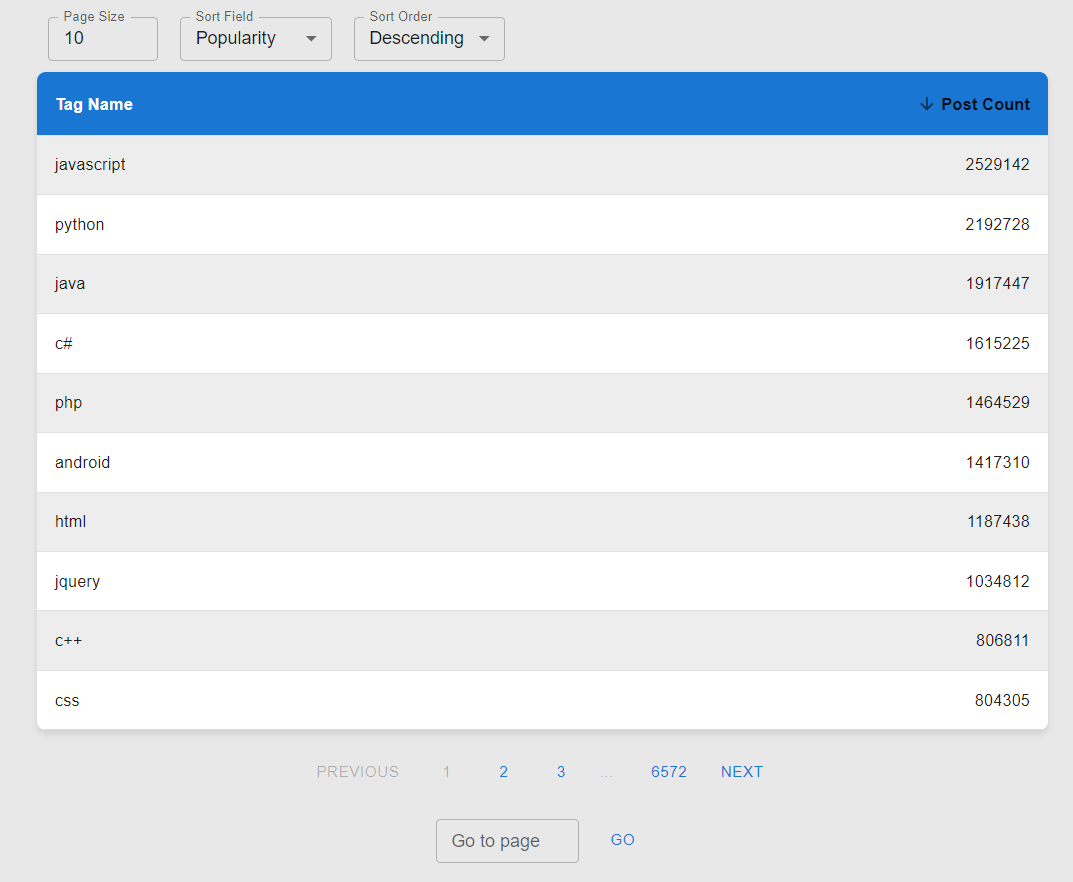 Page Size Sort Field Sort Order
10 Popularity Descending
Tag Name Post Count
javascript 2529142
python 2192728
java 1917447
c# 1615225
php 1464529
android 1417310
html 1187438
jquery 1034812
c++ 806811
css 804305
PREVIOUS 1 2 3 ... 6572 NEXT
Go to page GO